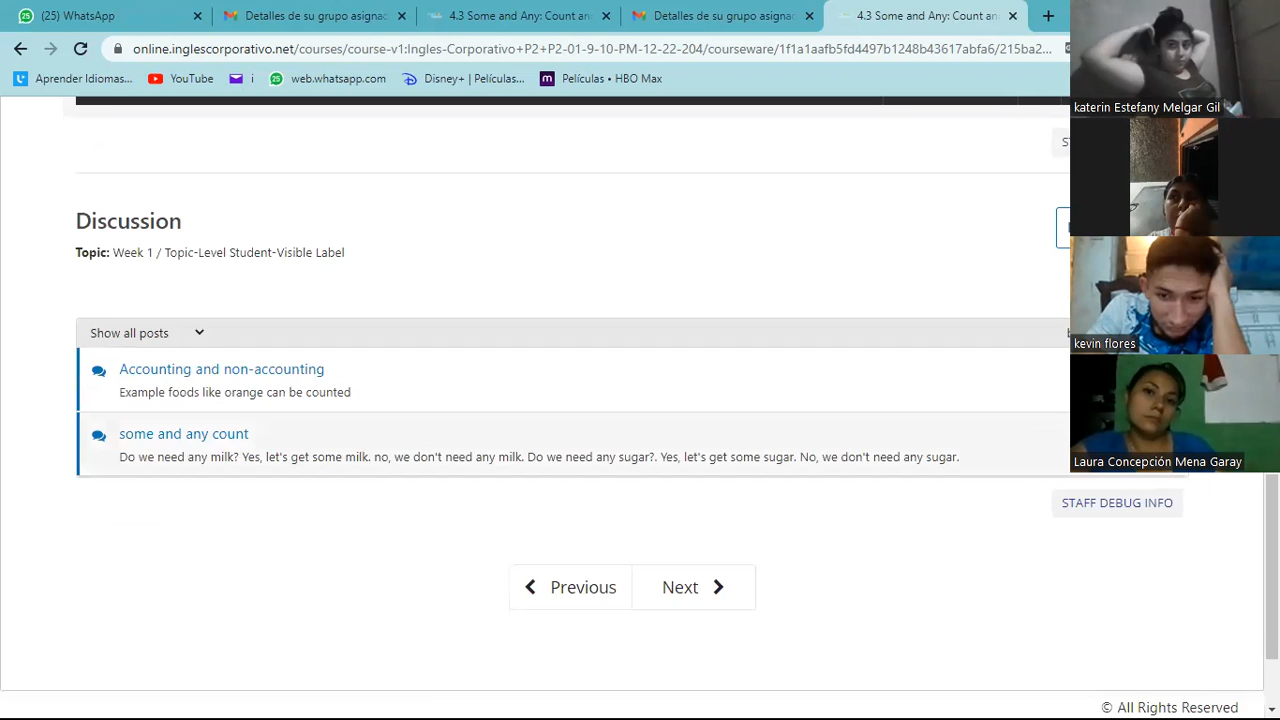 (25) WhatsApp
Detalles de su grupo asignac
4.3 Some and Any: Count an
Detalles de su grupo asigna
4.3 Some and Any: Count an
online.inglescorporativo.net/courses/course-v1:Ingles-Corporativo+P2+P2-01-9-10-PM-12-22-204/courseware/1f1a1aafb5fd4497b1248b43617abfa6/215ba2...
Aprender Idiomas...
YouTube
i
web.whatsapp.com
Disney+ | Películas...
Películas • HBO Max
katerin Estefany Melgar Gil
Discussion
Topic: Week 1 / Topic-Level Student-Visible Label
Show all posts
kevin flores
Accounting and non-accounting
Example foods like orange can be counted
some and any count
Do we need any milk? Yes, let's get some milk. no, we don't need any milk. Do we need any sugar?. Yes, let's get some sugar. No, we don't need any sugar.
Laura Concepción Mena Garay
STAFF DEBUG INFO
Previous
Next
© All Rights Reserved